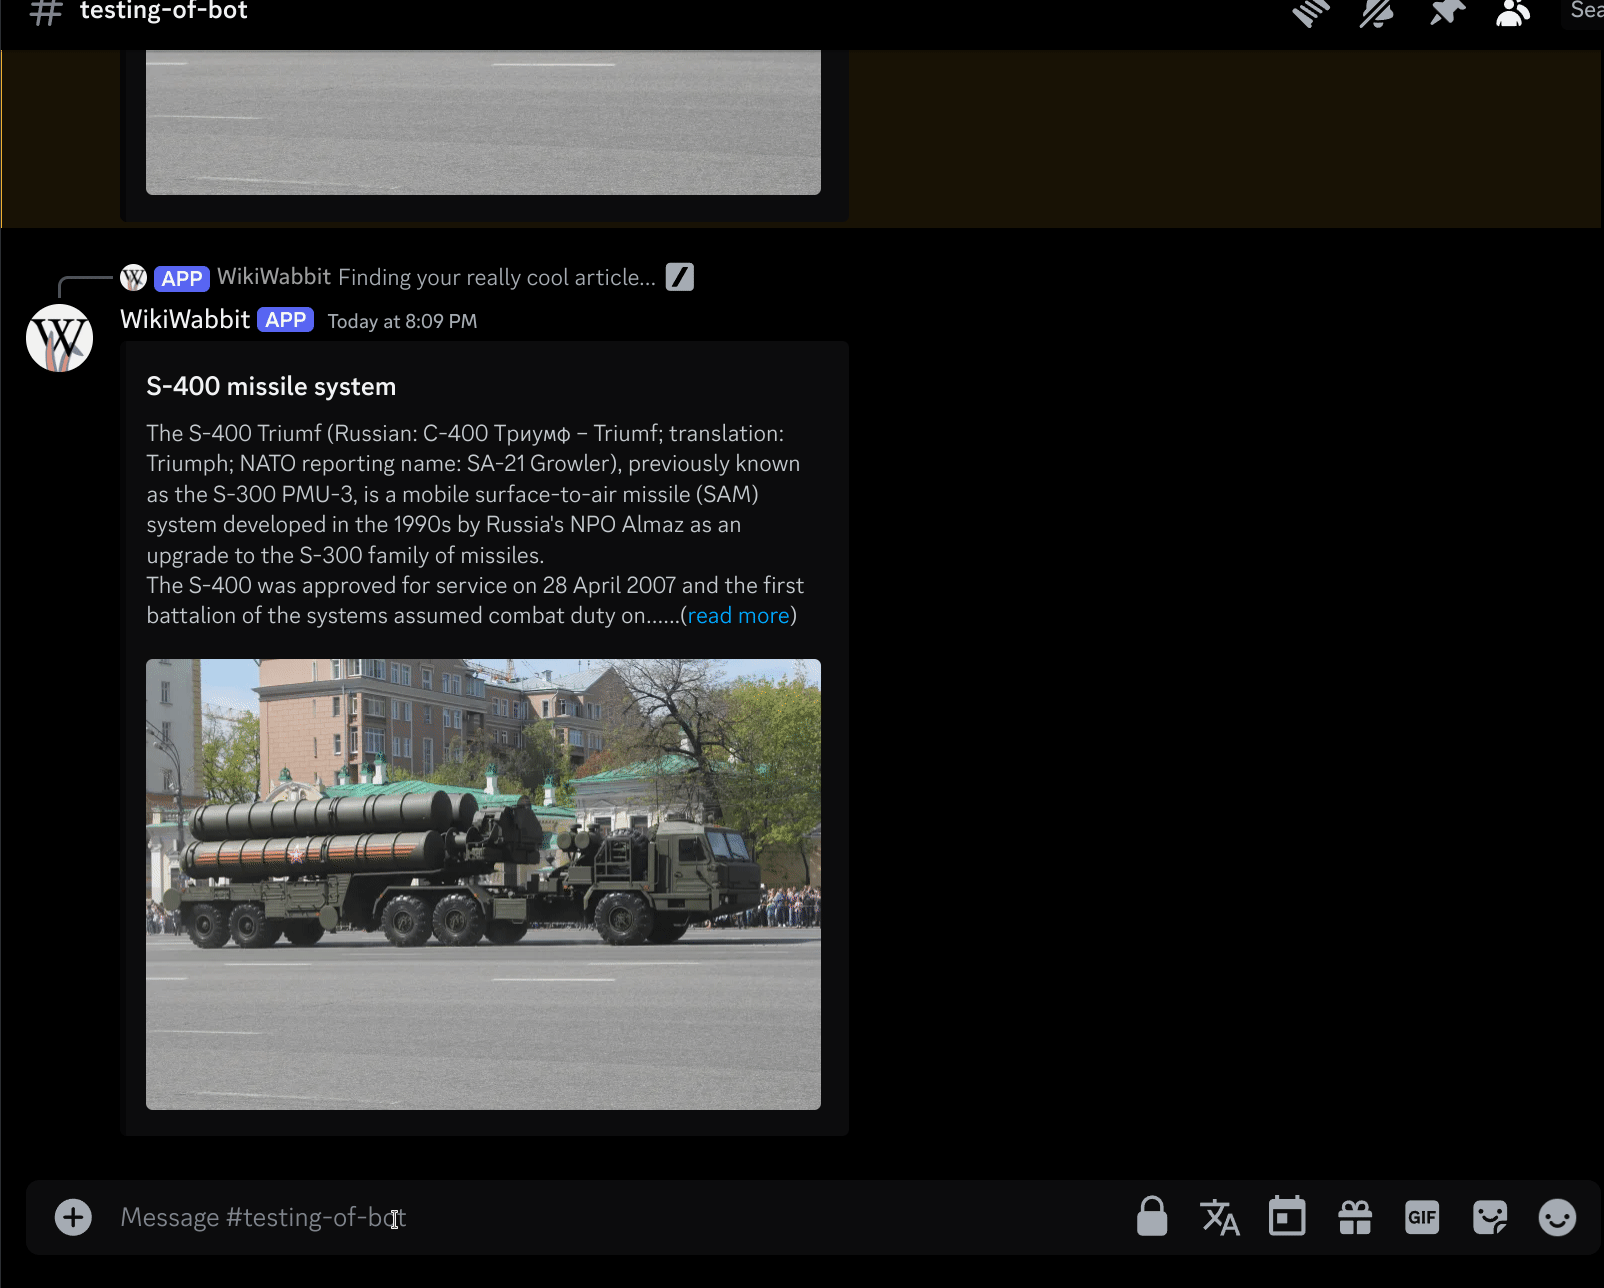 testing-of-bot
Sea
APP WikiWabbit Finding your really cool article...
WikiWabbit APP Today at 8:09 PM
S-400 missile system
The S-400 Triumf (Russian: С-400 Триумф – Triumf; translation:
Triumph; NATO reporting name: SA-21 Growler), previously known
as the S-300 PMU-3, is a mobile surface-to-air missile (SAM)
system developed in the 1990s by Russia's NPO Almaz as an
upgrade to the S-300 family of missiles.
The S-400 was approved for service on 28 April 2007 and the first
battalion of the systems assumed combat duty on......(read more)
Message #testing-of-bot
GIF